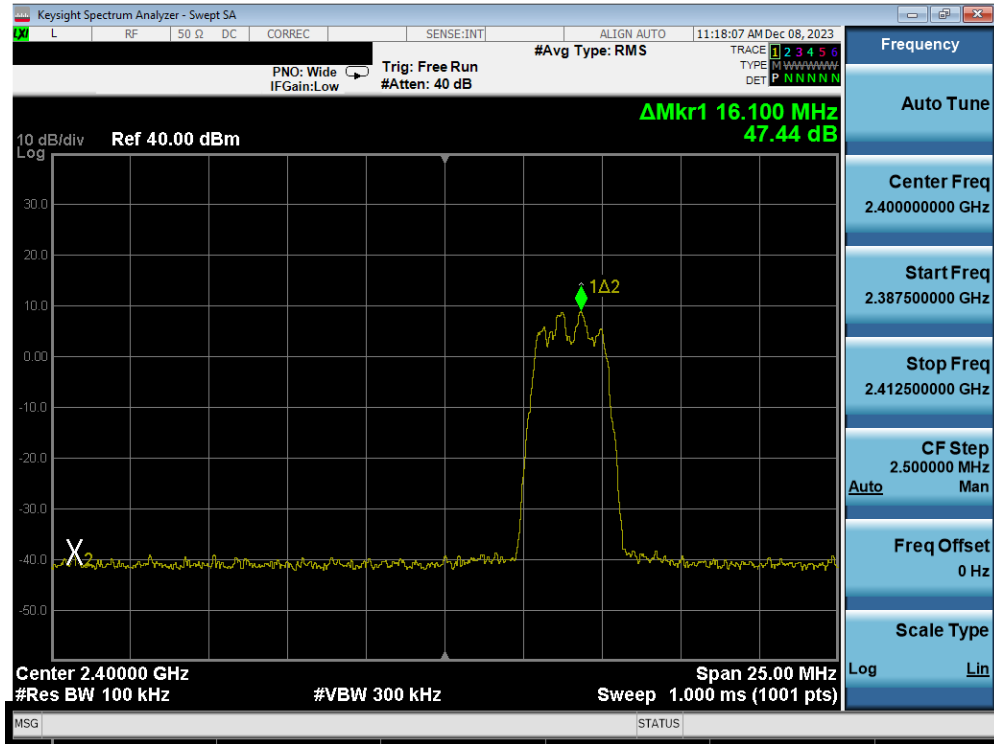 Keysight Spectrum Analyzer - Swept SA
LXI L RF 50 Ω DC CORREC SENSE:INT ALIGN AUTO 11:18:07 AM Dec 08, 2023
Frequency
#Avg Type: RMS
TRACE 1 2 3 4 5 6
PNO: Wide
Trig: Free Run
TYPE M WWWWW
IFGain:Low
#Atten: 40 dB
DET P N N N N N
Auto Tune
ΔMkr1 16.100 MHz
47.44 dB
10 dB/div
Ref 40.00 dBm
Log
Center Freq
2.400000000 GHz
30.0
20.0
Start Freq
2.387500000 GHz
1Δ2
10.0
0.00
Stop Freq
2.412500000 GHz
-10.0
-20.0
CF Step
2.500000 MHz
Auto Man
-30.0
X2
-40.0
Freq Offset
0 Hz
-50.0
Scale Type
Log Lin
Center 2.40000 GHz
Span 25.00 MHz
#Res BW 100 kHz
#VBW 300 kHz
Sweep 1.000 ms (1001 pts)
MSG
STATUS